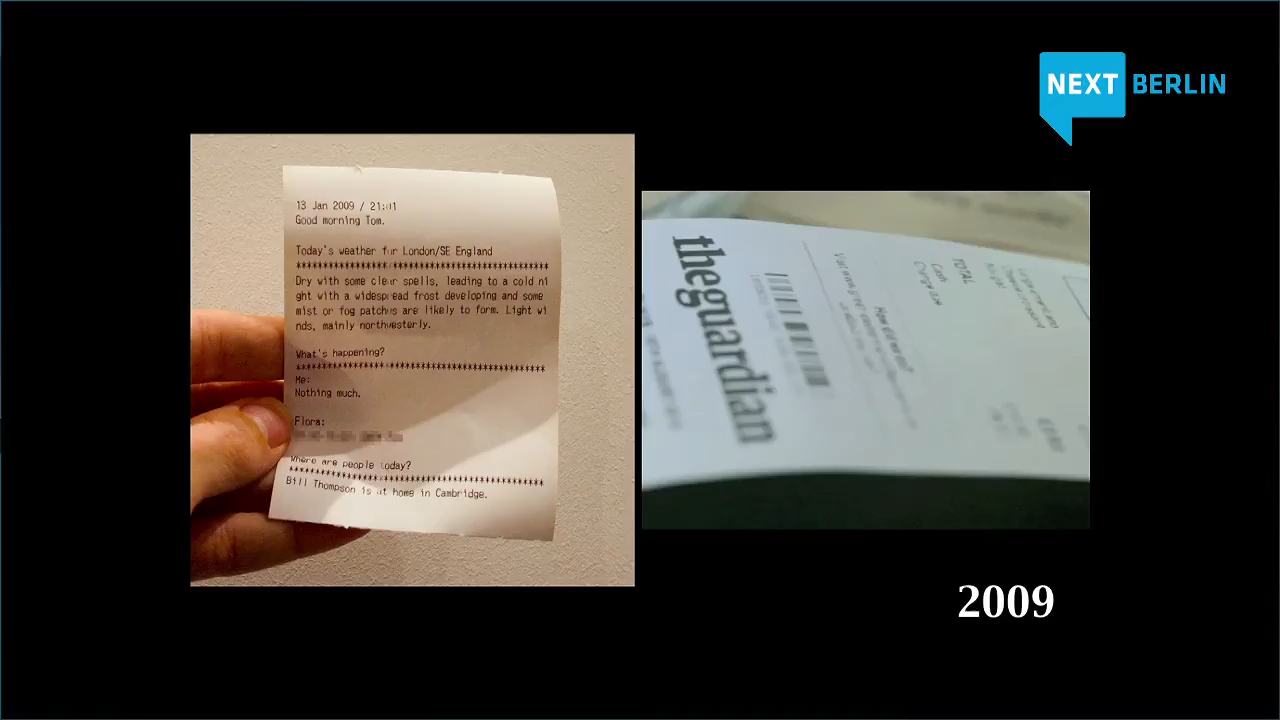 NEXT BERLIN
13 Jan 2009 / 21:01
Good morning Tom.
Today's weather for London/SE England
*****************************************
Dry with some clear spells, leading to a cold ni
ght with a widespread frost developing and some
mist or fog patches are likely to form. Light wi
nds, mainly northwesterly.
What's happening?
*****************************************
Me:
Nothing much.
Flora:
Where are people today?
*****************************************
Bill Thompson is at home in Cambridge.
theguardian
TOTAL
Cash
Change due
2009